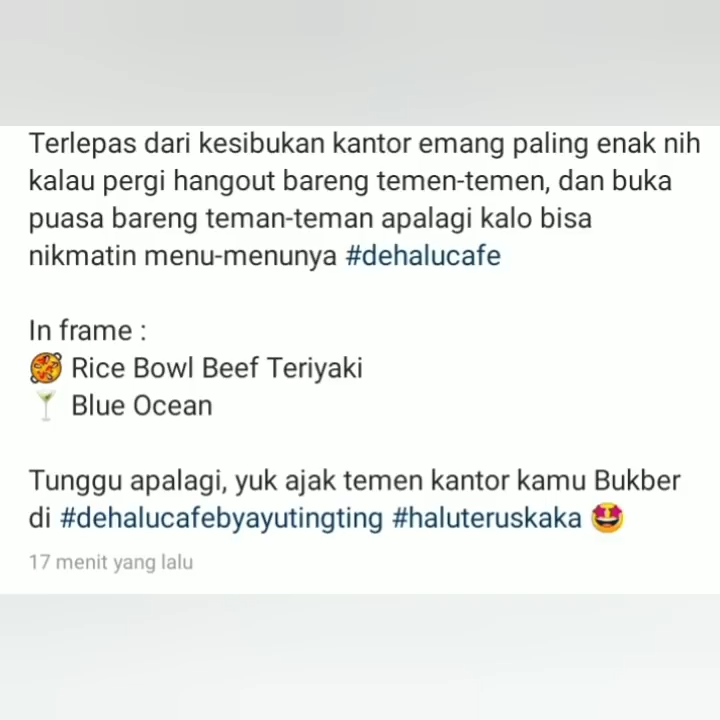 Terlepas dari kesibukan kantor emang paling enak nih
kalau pergi hangout bareng temen-temen, dan buka
puasa bareng teman-teman apalagi kalo bisa
nikmatin menu-menunya #dehalucafe
In frame :
🥘 Rice Bowl Beef Teriyaki
🍸 Blue Ocean
Tunggu apalagi, yuk ajak temen kantor kamu Bukber
di #dehalucafebyayutingting #haluteruskaka 🤩
17 menit yang lalu